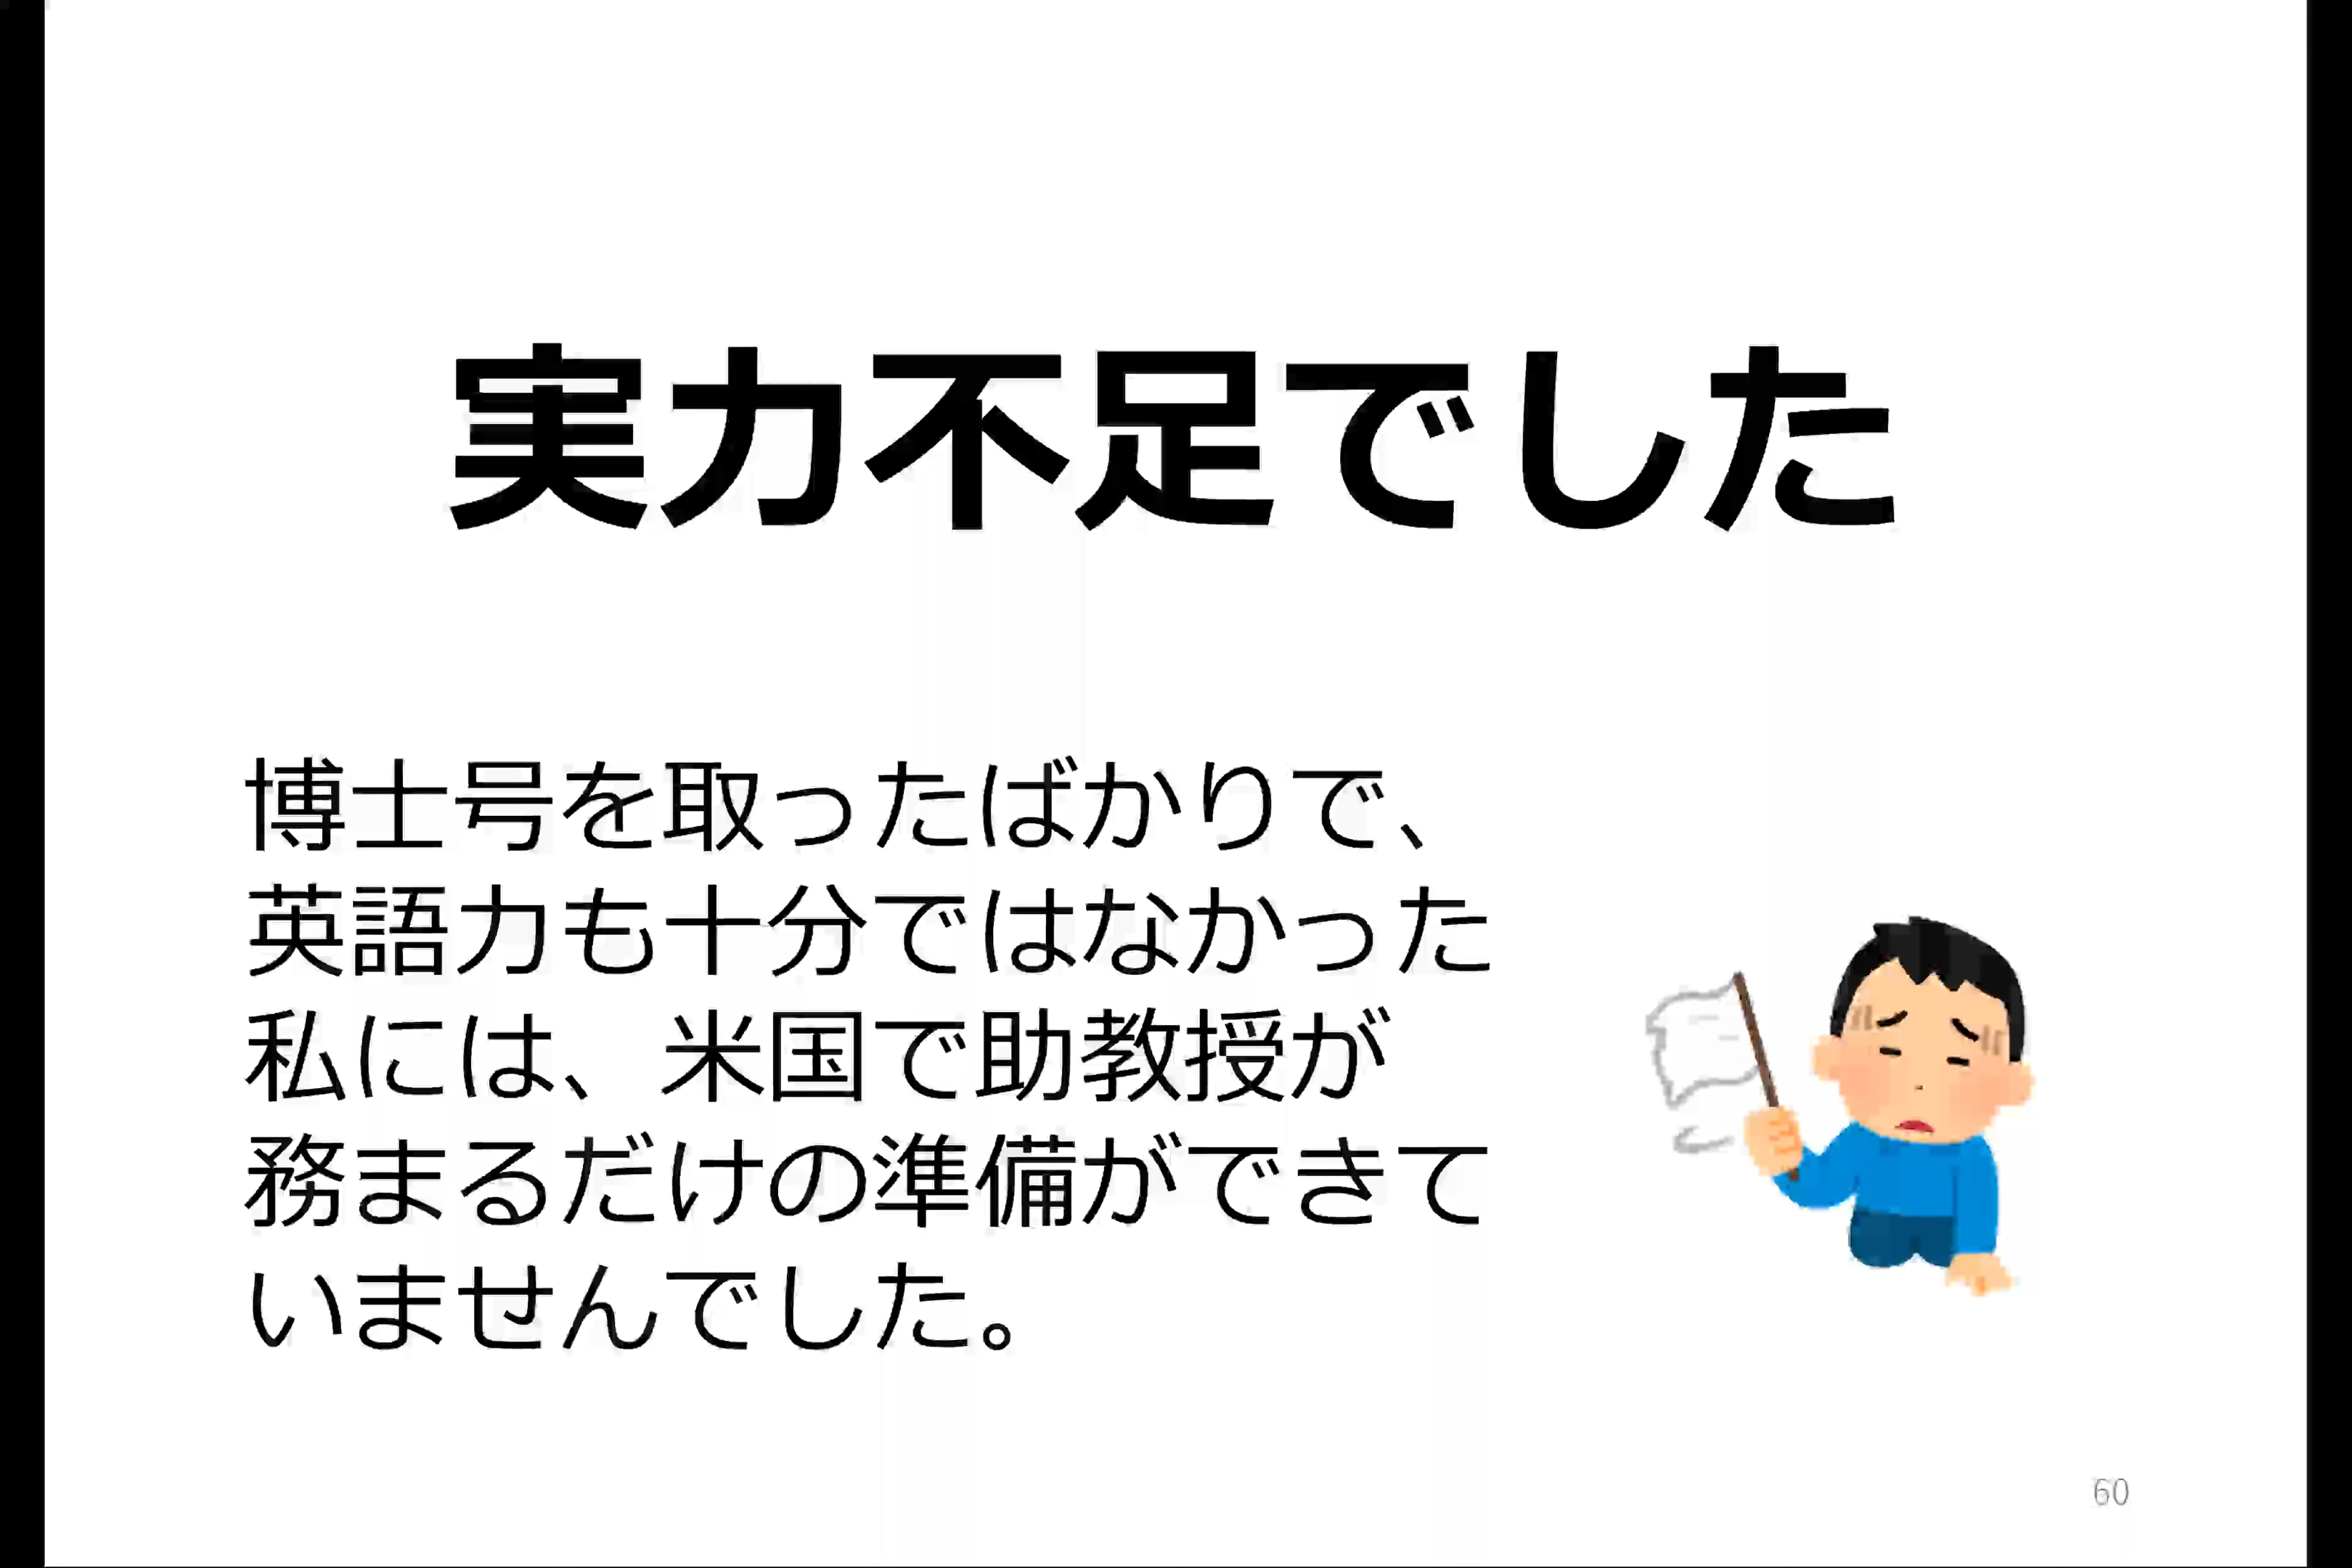 実力不足でした
博士号を取ったばかりで、
英語力も十分ではなかった
私には、米国で助教授が
務まるだけの準備ができて
いませんでした。
60